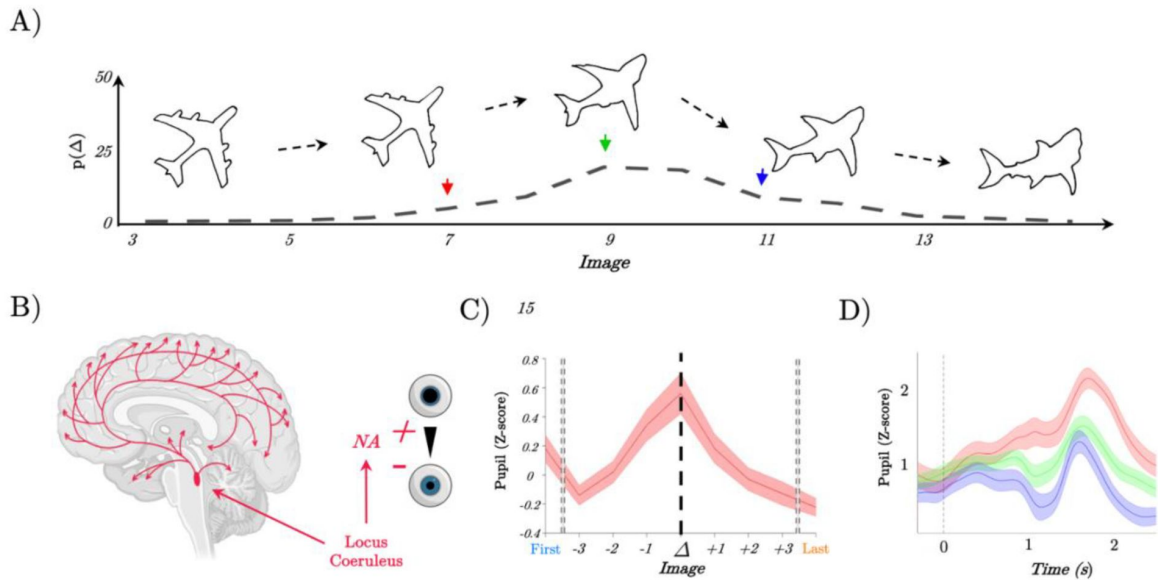 A)
50
25
0
p(Δ)
3 5 7 9 11 13
Image
B)
NA
+
-
Locus
Coeruleus
C)
15
0.8
0.6
0.4
0.2
0
-0.2
-0.4
Pupil (Z-score)
First -3 -2 -1 Δ +1 +2 +3 Last
Image
D)
2
1
Pupil (Z-score)
0 1 2
Time (s)